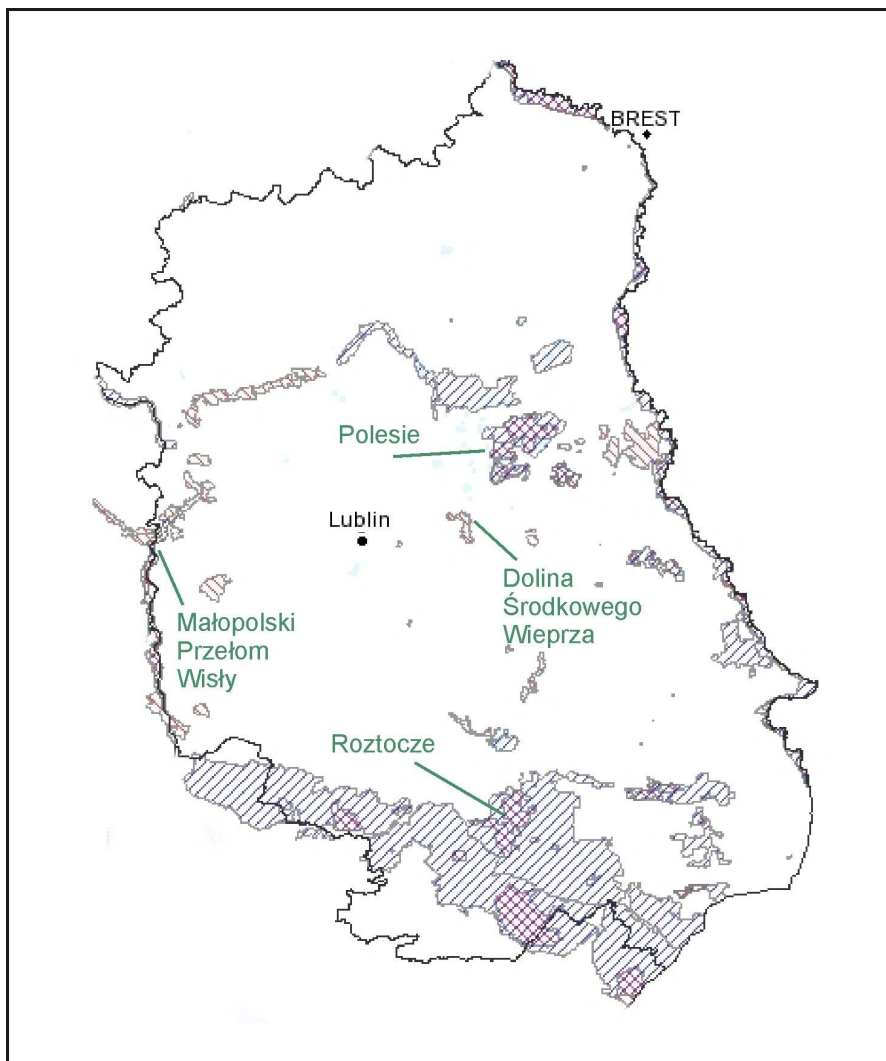 BREST
Polesie
Lublin
Dolina
Środkowego
Wieprza
Małopolski
Przełom
Wisły
Roztocze